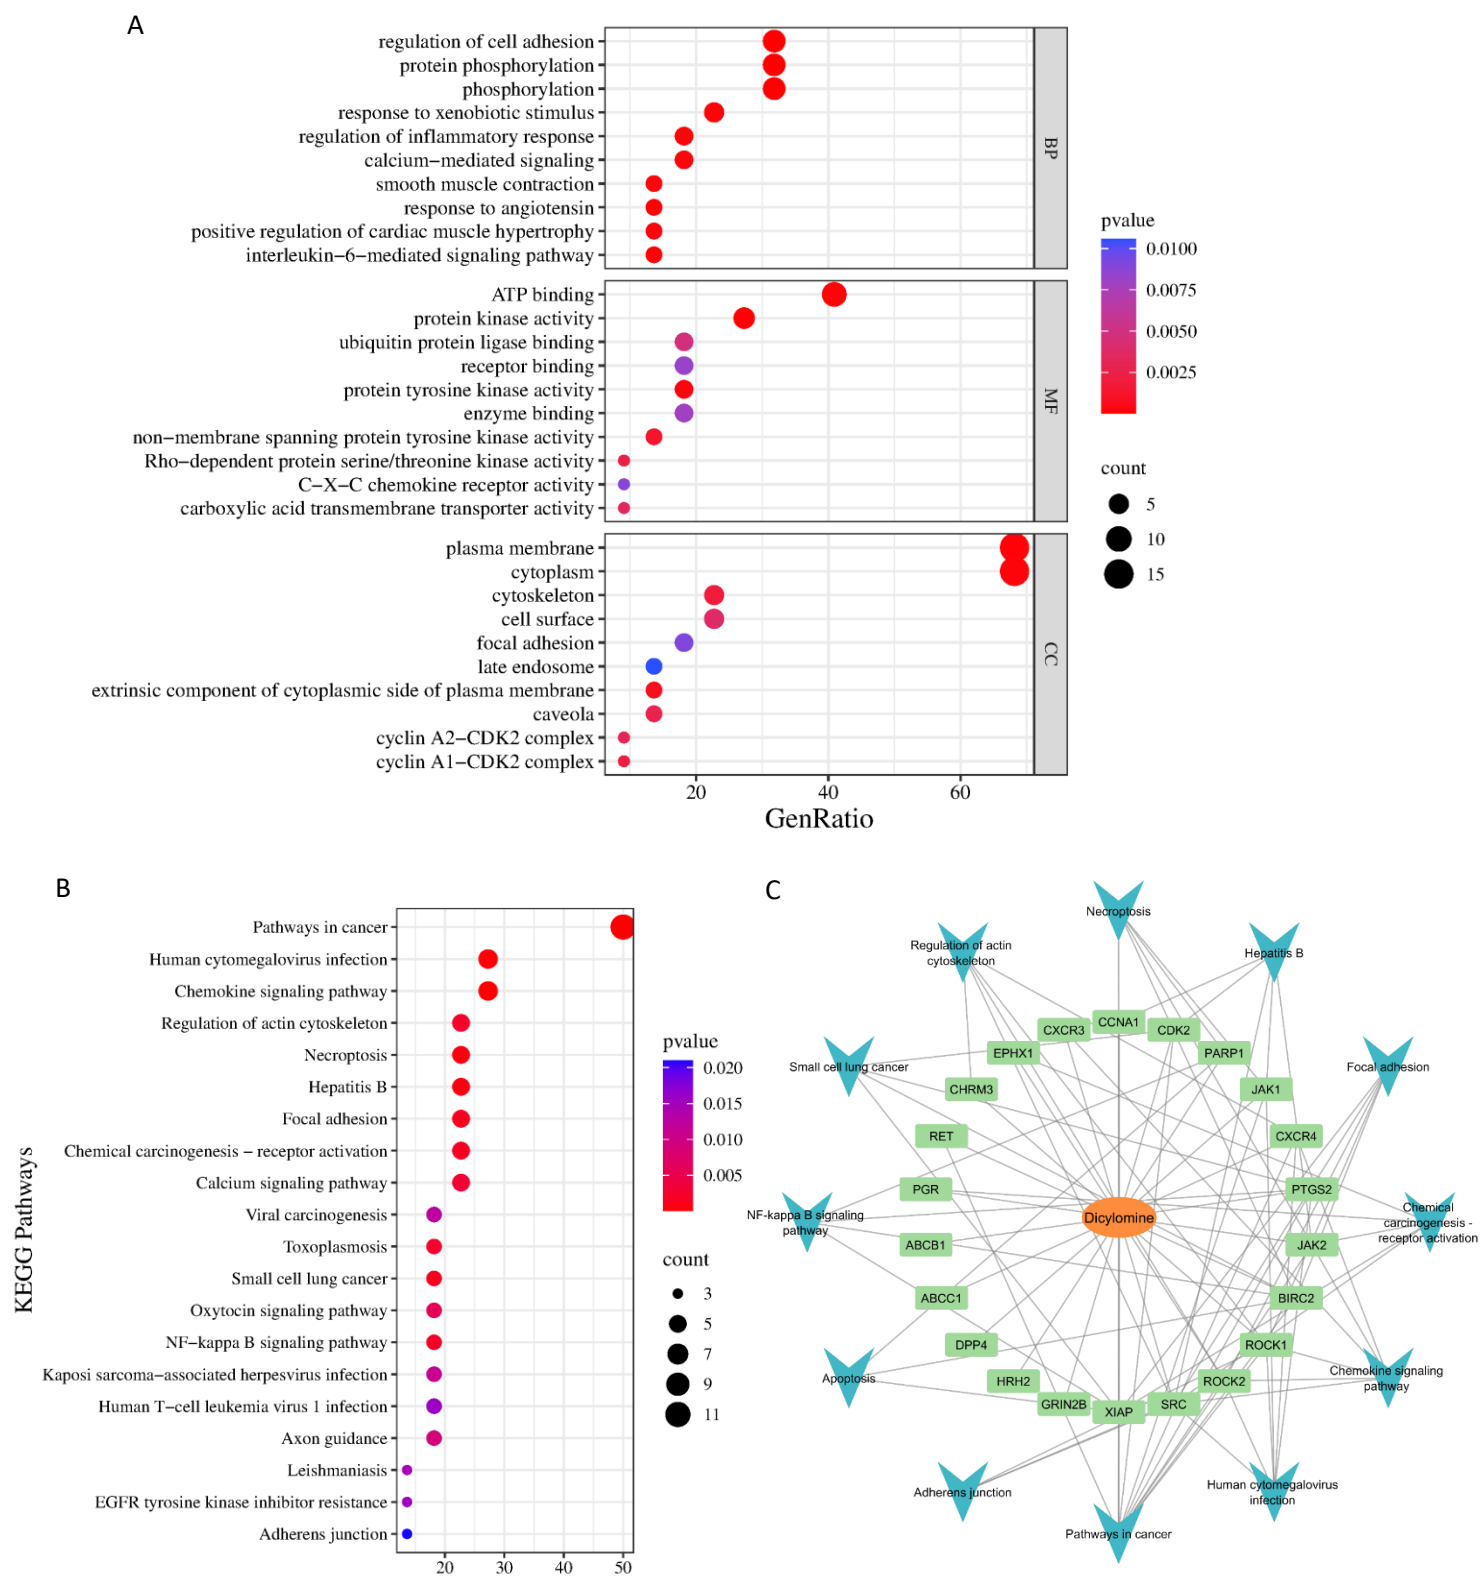 A
regulation of cell adhesion
protein phosphorylation
phosphorylation
response to xenobiotic stimulus
regulation of inflammatory response
calcium−mediated signaling
smooth muscle contraction
response to angiotensin
positive regulation of cardiac muscle hypertrophy
interleukin−6−mediated signaling pathway
BP
ATP binding
protein kinase activity
ubiquitin protein ligase binding
receptor binding
protein tyrosine kinase activity
enzyme binding
non−membrane spanning protein tyrosine kinase activity
Rho−dependent protein serine/threonine kinase activity
C−X−C chemokine receptor activity
carboxylic acid transmembrane transporter activity
MF
plasma membrane
cytoplasm
cytoskeleton
cell surface
focal adhesion
late endosome
extrinsic component of cytoplasmic side of plasma membrane
caveola
cyclin A2−CDK2 complex
cyclin A1−CDK2 complex
CC
20 40 60
GenRatio
pvalue
0.0100
0.0075
0.0050
0.0025
count
5
10
15
B
KEGG Pathways
Pathways in cancer
Human cytomegalovirus infection
Chemokine signaling pathway
Regulation of actin cytoskeleton
Necroptosis
Hepatitis B
Focal adhesion
Chemical carcinogenesis − receptor activation
Calcium signaling pathway
Viral carcinogenesis
Toxoplasmosis
Small cell lung cancer
Oxytocin signaling pathway
NF−kappa B signaling pathway
Kaposi sarcoma−associated herpesvirus infection
Human T−cell leukemia virus 1 infection
Axon guidance
Leishmaniasis
EGFR tyrosine kinase inhibitor resistance
Adherens junction
20 30 40 50
pvalue
0.020
0.015
0.010
0.005
count
3
5
7
9
11
C
Necroptosis
Regulation of actin
cytoskeleton
Hepatitis B
Small cell lung cancer
Focal adhesion
NF-kappa B signaling
pathway
Chemical
carcinogenesis -
receptor activation
Apoptosis
Chemokine signaling
pathway
Adherens junction
Human cytomegalovirus
infection
Pathways in cancer
CCNA1
CXCR3
CDK2
EPHX1
PARP1
CHRM3
JAK1
RET
CXCR4
PGR
PTGS2
Dicylomine
ABCB1
JAK2
ABCC1
BIRC2
DPP4
ROCK1
HRH2
ROCK2
GRIN2B
XIAP
SRC